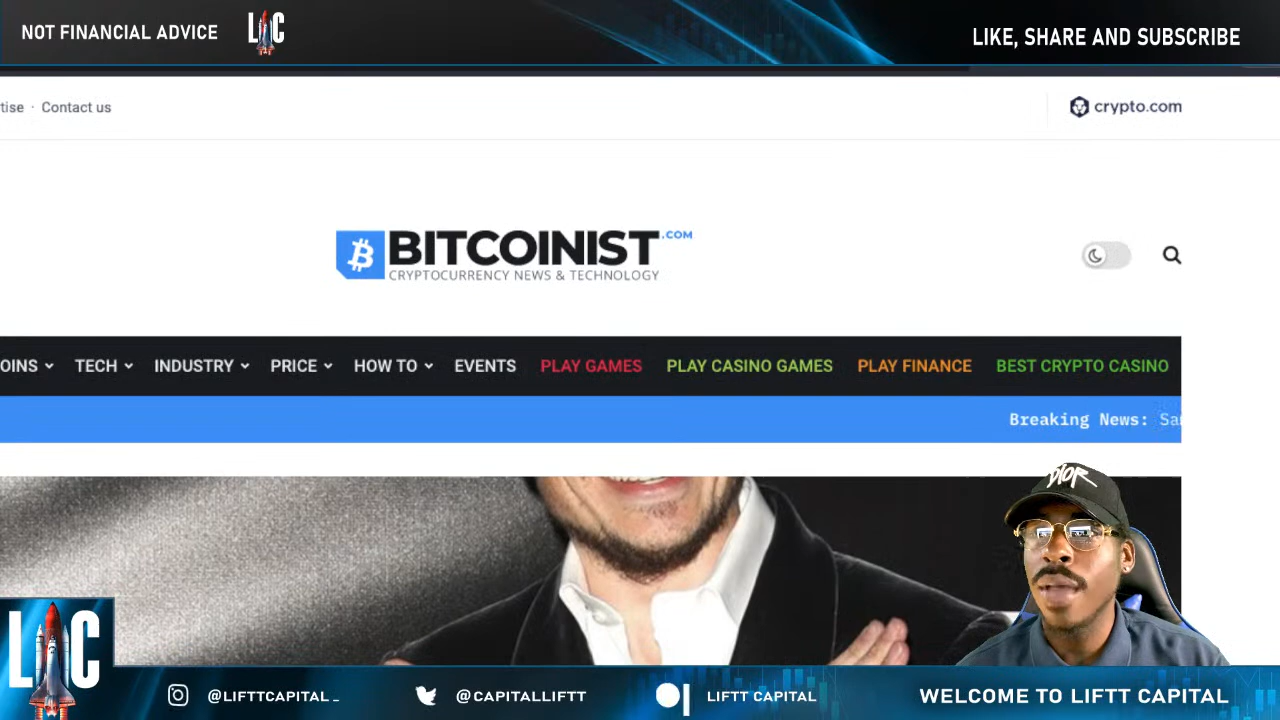 NOT FINANCIAL ADVICE
LIKE, SHARE AND SUBSCRIBE
tise · Contact us
crypto.com
BITCOINIST.COM
CRYPTOCURRENCY NEWS & TECHNOLOGY
OINS TECH INDUSTRY PRICE HOW TO EVENTS PLAY GAMES PLAY CASINO GAMES PLAY FINANCE BEST CRYPTO CASINO
Breaking News: Sa
DIOR
@LIFTTCAPITAL_ @CAPITALLIFTT LIFTT CAPITAL WELCOME TO LIFTT CAPITAL